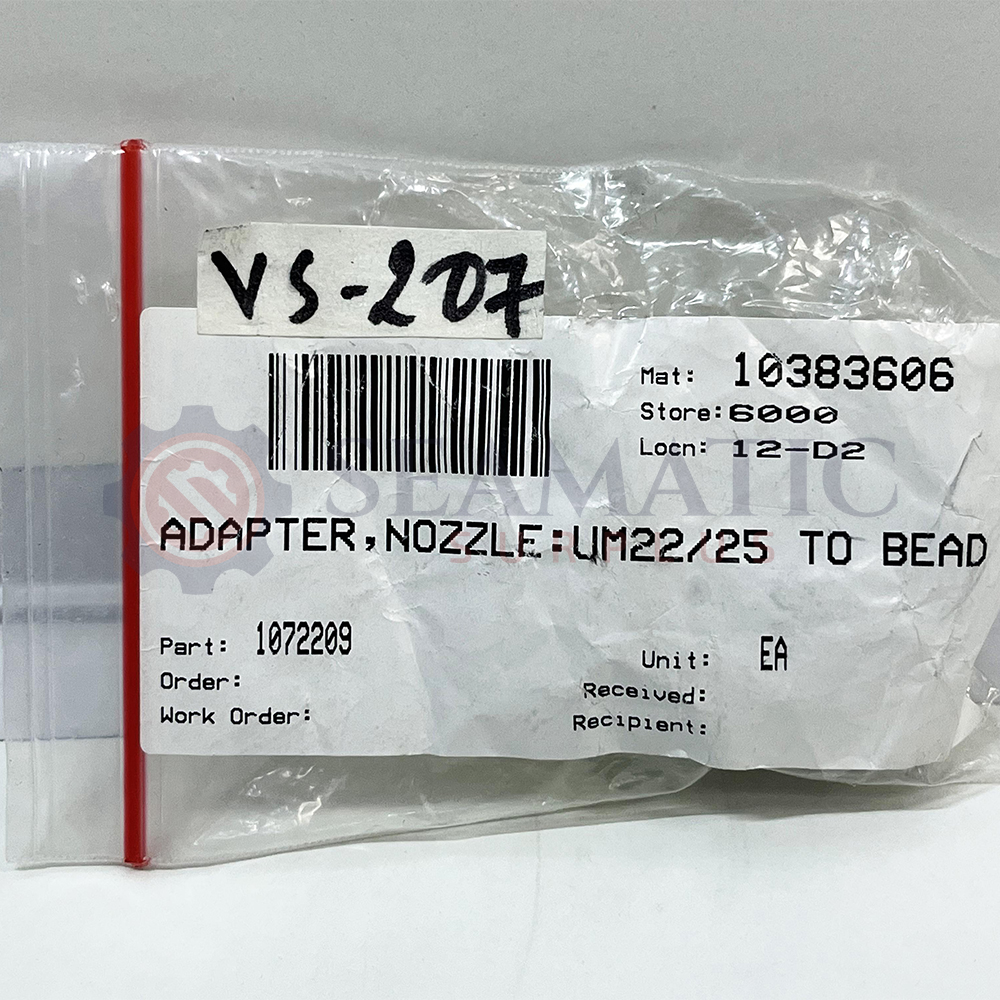 VS-207
Mat: 10383606
Store: 6000
Locn: 12-D2
SEAMATIC
SURPLUS
ADAPTER,NOZZLE:UM22/25 TO BEAD
Part: 1072209
Unit: EA
Order:
Received:
Work Order:
Recipient: